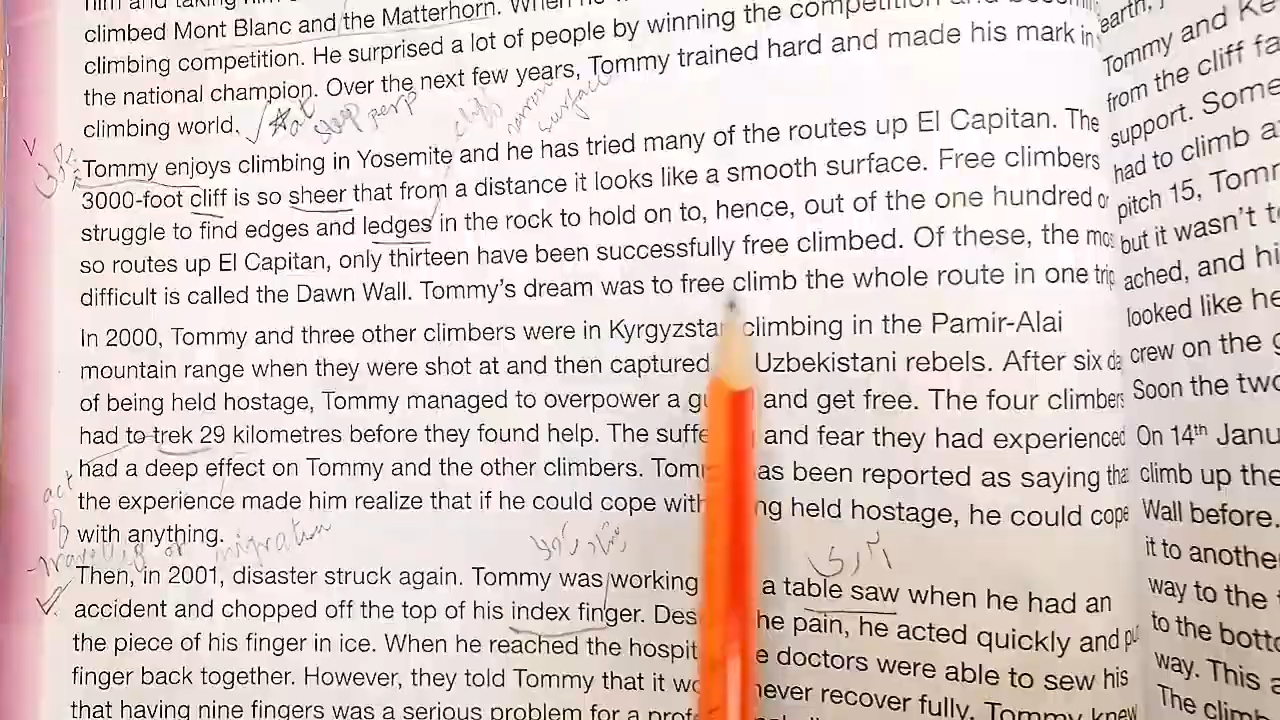 climbed Mont Blanc and the Matterhorn. When
climbing competition. He surprised a lot of people by winning the competition
the national champion. Over the next few years, Tommy trained hard and made his mark in
climbing world.
Tommy enjoys climbing in Yosemite and he has tried many of the routes up El Capitan. The
3000-foot cliff is so sheer that from a distance it looks like a smooth surface. Free climbers
struggle to find edges and ledges in the rock to hold on to, hence, out of the one hundred or
so routes up El Capitan, only thirteen have been successfully free climbed. Of these, the
difficult is called the Dawn Wall. Tommy's dream was to free climb the whole route in one
In 2000, Tommy and three other climbers were in climbing in the Pamir-Alai
mountain range when they were shot at and then captured Uzbekistani rebels. After six
of being held hostage, Tommy managed to overpower a and get free. The four climbers
had to trek 29 kilometres before they found help. The and fear they had experienced
had a deep effect on Tommy and the other climbers. has been reported as saying
the experience made him realize that if he could cope with held hostage, he could cope
with anything.
act
of
travelling or migration
Then, in 2001, disaster struck again. Tommy was working a table saw when he had an
accident and chopped off the top of his index finger. the pain, he acted quickly and
the piece of his finger in ice. When he reached the doctors were able to sew his
finger back together. However, they told Tommy that it never recover fully. Tommy knew
that having nine fingers was a serious problem for a
earth,
Tommy and
from the cliff
support. Some
had to climb
pitch 15,
but it wasn't
ached, and
looked like he
crew on the
Soon the two
On 14th
climb up the
Wall before.
it to another
way to the
to the
way. This
The